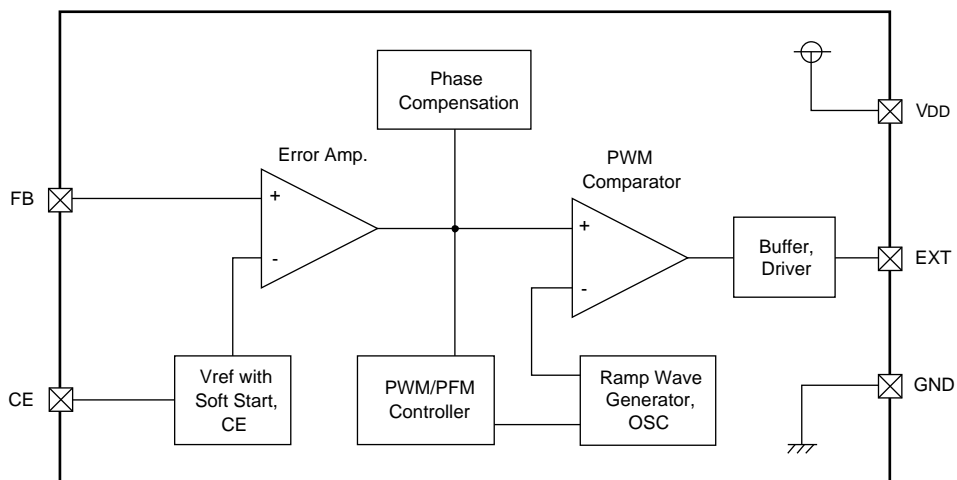 Phase
Compensation
Error Amp.
PWM
Comparator
VDD
FB
+
-
+
-
Buffer,
Driver
EXT
CE
Vref with
Soft Start,
CE
PWM/PFM
Controller
Ramp Wave
Generator,
OSC
GND